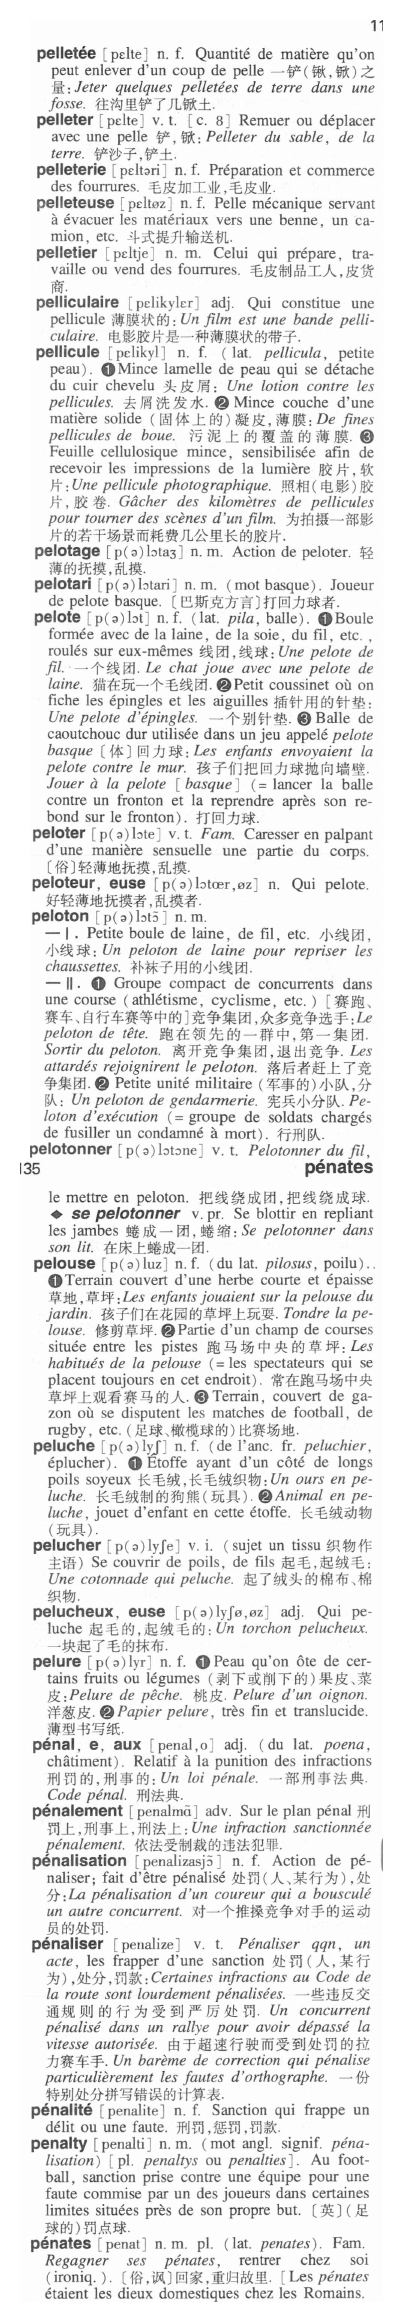 11
pelletée [pɛlte] n. f. Quantité de matière qu'on
peut enlever d'un coup de pelle 一铲(锹,锨)之
量: Jeter quelques pelletées de terre dans une
fosse. 往沟里铲了几锹土.
pelleter [pɛlte] v. t. [c. 8] Remuer ou déplacer
avec une pelle 铲,锹: Pelleter du sable, de la
terre. 铲沙子,铲土.
pelleterie [pɛltəri] n. f. Préparation et commerce
des fourrures. 毛皮加工业,毛皮业.
pelleteuse [pɛltøz] n. f. Pelle mécanique servant
à évacuer les matériaux vers une benne, un ca-
mion, etc. 斗式提升输送机.
pelletier [pɛltje] n. m. Celui qui prépare, tra-
vaille ou vend des fourrures. 毛皮制品工人,皮货
商.
pelliculaire [pɛlikylɛr] adj. Qui constitue une
pellicule 薄膜状的: Un film est une bande pelli-
culaire. 电影胶片是一种薄膜状的带子.
pellicule [pɛlikyl] n. f. (lat. pellicula, petite
peau). ❶Mince lamelle de peau qui se détache
du cuir chevelu 头皮屑: Une lotion contre les
pellicules. 去屑洗发水. ❷ Mince couche d'une
matière solide (固体上的)凝皮,薄膜: De fines
pellicules de boue. 污泥上的覆盖的薄膜. ❸
Feuille cellulosique mince, sensibilisée afin de
recevoir les impressions de la lumière 胶片,软
片: Une pellicule photographique. 照相(电影)胶
片,胶卷. Gâcher des kilomètres de pellicules
pour tourner des scènes d'un film. 为拍摄一部影
片的若干场景而耗费几公里长的胶片.
pelotage [p(ə)lɔtaʒ] n. m. Action de peloter. 轻
薄的抚摸,乱摸.
pelotari [p(ə)lɔtari] n. m. (mot basque). Joueur
de pelote basque. 〔巴斯克方言〕打回力球者.
pelote [p(ə)lɔt] n. f. (lat. pila, balle). ❶Boule
formée avec de la laine, de la soie, du fil, etc. ,
roulés sur eux-mêmes 线团,线球: Une pelote de
fil. 一个线团. Le chat joue avec une pelote de
laine. 猫在玩一个毛线团. ❷Petit coussinet où on
fiche les épingles et les aiguilles 插针用的针垫:
Une pelote d'épingles. 一个别针垫. ❸ Balle de
caoutchouc dur utilisée dans un jeu appelé pelote
basque 〔体〕回力球: Les enfants envoyaient la
pelote contre le mur. 孩子们把回力球抛向墙壁.
Jouer à la pelote [basque] (= lancer la balle
contre un fronton et la reprendre après son re-
bond sur le fronton). 打回力球.
peloter [p(ə)lɔte] v. t. Fam. Caresser en palpant
d'une manière sensuelle une partie du corps.
〔俗〕轻薄地抚摸,乱摸.
peloteur, euse [p(ə)lɔtœr,øz] n. Qui pelote.
好轻薄地抚摸者,乱摸者.
peloton [p(ə)lɔtɔ̃] n. m.
— I. Petite boule de laine, de fil, etc. 小线团,
小线球: Un peloton de laine pour repriser les
chaussettes. 补袜子用的小线团.
— II. ❶ Groupe compact de concurrents dans
une course (athlétisme, cyclisme, etc.) [赛跑、
赛车、自行车赛等中的]竞争集团,众多竞争选手: Le
peloton de tête. 跑在领先的一群中,第一集团.
Sortir du peloton. 离开竞争集团,退出竞争. Les
attardés rejoignirent le peloton. 落后者赶上了竞
争集团. ❷ Petite unité militaire (军事的)小队,分
队: Un peloton de gendarmerie. 宪兵小分队. Pe-
loton d'exécution (= groupe de soldats chargés
de fusiller un condamné à mort). 行刑队.
pelotonner [p(ə)lɔtɔne] v. t. Pelotonner du fil,
135 pénates
le mettre en peloton. 把线绕成团,把线绕成球.
◆ se pelotonner v. pr. Se blottir en repliant
les jambes 蜷成一团,蜷缩: Se pelotonner dans
son lit. 在床上蜷成一团.
pelouse [p(ə)luz] n. f. (du lat. pilosus, poilu)..
❶Terrain couvert d'une herbe courte et épaisse
草地,草坪: Les enfants jouaient sur la pelouse du
jardin. 孩子们在花园的草坪上玩耍. Tondre la pe-
louse. 修剪草坪. ❷Partie d'un champ de courses
située entre les pistes 跑马场中央的草坪: Les
habitués de la pelouse (= les spectateurs qui se
placent toujours en cet endroit). 常在跑马场中央
草坪上观看赛马的人. ❸ Terrain, couvert de ga-
zon où se disputent les matches de football, de
rugby, etc. (足球、橄榄球的)比赛场地.
peluche [p(ə)lyʃ] n. f. (de l'anc. fr. peluchier,
éplucher). ❶ Étoffe ayant d'un côté de longs
poils soyeux 长毛绒,长毛绒织物: Un ours en pe-
luche. 长毛绒制的狗熊(玩具). ❷Animal en pe-
luche, jouet d'enfant en cette étoffe. 长毛绒动物
(玩具).
pelucher [p(ə)lyʃe] v. i. (sujet un tissu 织物作
主语) Se couvrir de poils, de fils 起毛,起绒毛:
Une cotonnade qui peluche. 起了绒头的棉布、棉
织物.
pelucheux, euse [p(ə)lyʃø,øz] adj. Qui pe-
luche 起毛的,起绒毛的: Un torchon pelucheux.
一块起了毛的抹布.
pelure [p(ə)lyr] n. f. ❶ Peau qu'on ôte de cer-
tains fruits ou légumes (剥下或削下的)果皮、菜
皮: Pelure de pêche. 桃皮. Pelure d'un oignon.
洋葱皮. ❷ Papier pelure, très fin et translucide.
薄型书写纸.
pénal, e, aux [penal,o] adj. (du lat. poena,
châtiment). Relatif à la punition des infractions
刑罚的,刑事的: Un loi pénale. 一部刑事法典.
Code pénal. 刑法典.
pénalement [penalmɑ̃] adv. Sur le plan pénal 刑
罚上,刑事上,刑法上: Une infraction sanctionnée
pénalement. 依法受制裁的违法犯罪.
pénalisation [penalizasjɔ̃] n. f. Action de pé-
naliser; fait d'être pénalisé 处罚(人、某行为),处
分: La pénalisation d'un coureur qui a bousculé
un autre concurrent. 对一个推搡竞争对手的运动
员的处罚.
pénaliser [penalize] v. t. Pénaliser qqn, un
acte, les frapper d'une sanction 处罚(人,某行
为),处分,罚款: Certaines infractions au Code de
la route sont lourdement pénalisées. 一些违反交
通规则的行为受到严厉处罚. Un concurrent
pénalisé dans un rallye pour avoir dépassé la
vitesse autorisée. 由于超速行驶而受到处罚的拉
力赛车手. Un barème de correction qui pénalise
particulièrement les fautes d'orthographe. 一份
特别处分拼写错误的计算表.
pénalité [penalite] n. f. Sanction qui frappe un
délit ou une faute. 刑罚,惩罚,罚款.
penalty [penalti] n. m. (mot angl. signif. péna-
lisation) [pl. penaltys ou penalties]. Au foot-
ball, sanction prise contre une équipe pour une
faute commise par un des joueurs dans certaines
limites situées près de son propre but. 〔英〕(足
球的)罚点球.
pénates [penat] n. m. pl. (lat. penates). Fam.
Regagner ses pénates, rentrer chez soi
(ironiq.). 〔俗,讽〕回家,重归故里. [Les pénates
étaient les dieux domestiques chez les Romains.